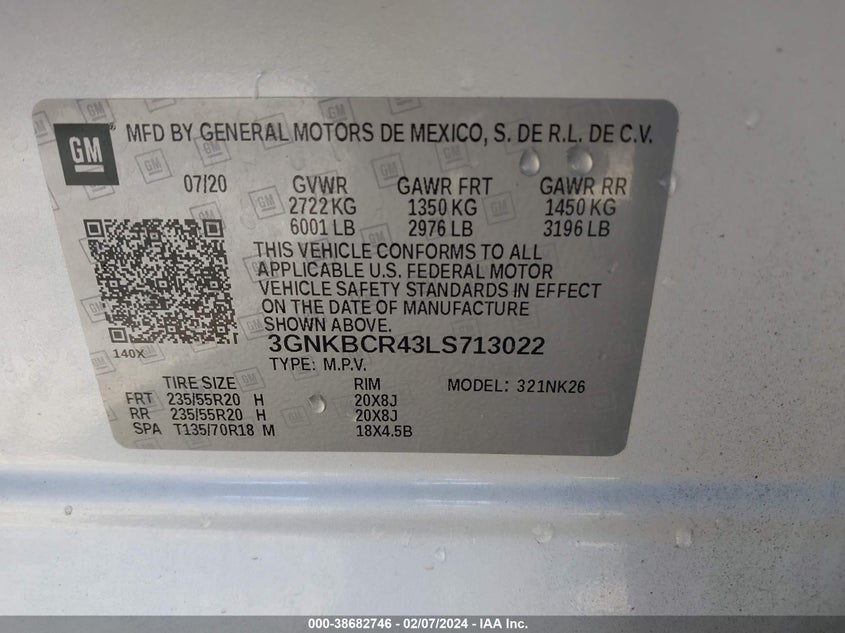 GM ® MFD BY GENERAL MOTORS DE MEXICO, S. DE R.L. DE C.V.
07/20 GVWR GAWR FRT GAWR RR
2722 KG 1350 KG 1450 KG
6001 LB 2976 LB 3196 LB
THIS VEHICLE CONFORMS TO ALL
APPLICABLE U.S. FEDERAL MOTOR
VEHICLE SAFETY STANDARDS IN EFFECT
ON THE DATE OF MANUFACTURE
SHOWN ABOVE.
140X
3GNKBCR43LS713022
TYPE: M.P.V.
TIRE SIZE RIM MODEL: 321NK26
FRT 235/55R20 H 20X8J
RR 235/55R20 H 20X8J
SPA T135/70R18 M 18X4.5B
000-38682746 - 02/07/2024 - IAA Inc.